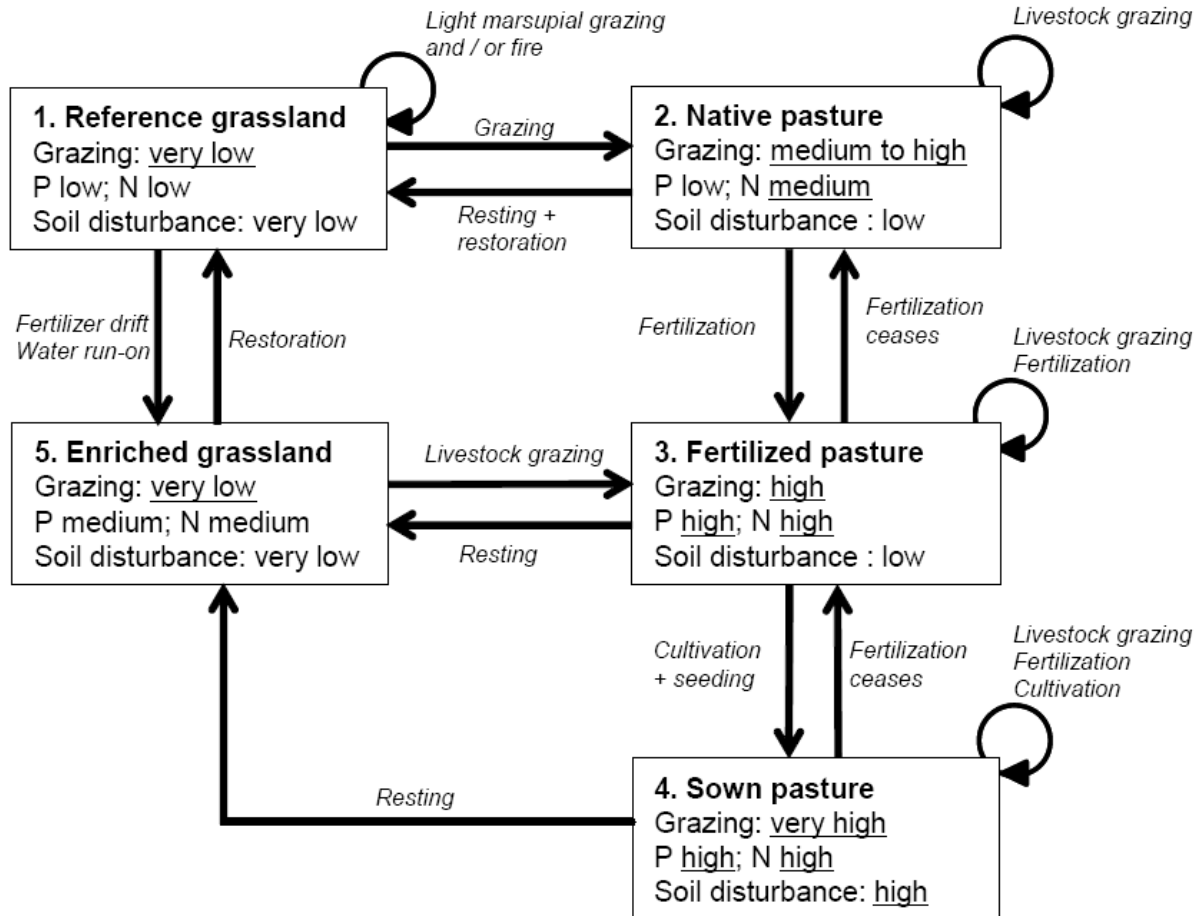 Light marsupial grazing
and / or fire
Livestock grazing
1. Reference grassland
Grazing: very low
P low; N low
Soil disturbance: very low
Grazing
Resting +
restoration
2. Native pasture
Grazing: medium to high
P low; N medium
Soil disturbance : low
Fertilizer drift
Water run-on
Restoration
Fertilization
Fertilization
ceases
Livestock grazing
Fertilization
5. Enriched grassland
Grazing: very low
P medium; N medium
Soil disturbance: very low
Livestock grazing
Resting
3. Fertilized pasture
Grazing: high
P high; N high
Soil disturbance : low
Cultivation
+ seeding
Fertilization
ceases
Livestock grazing
Fertilization
Cultivation
Resting
4. Sown pasture
Grazing: very high
P high; N high
Soil disturbance: high